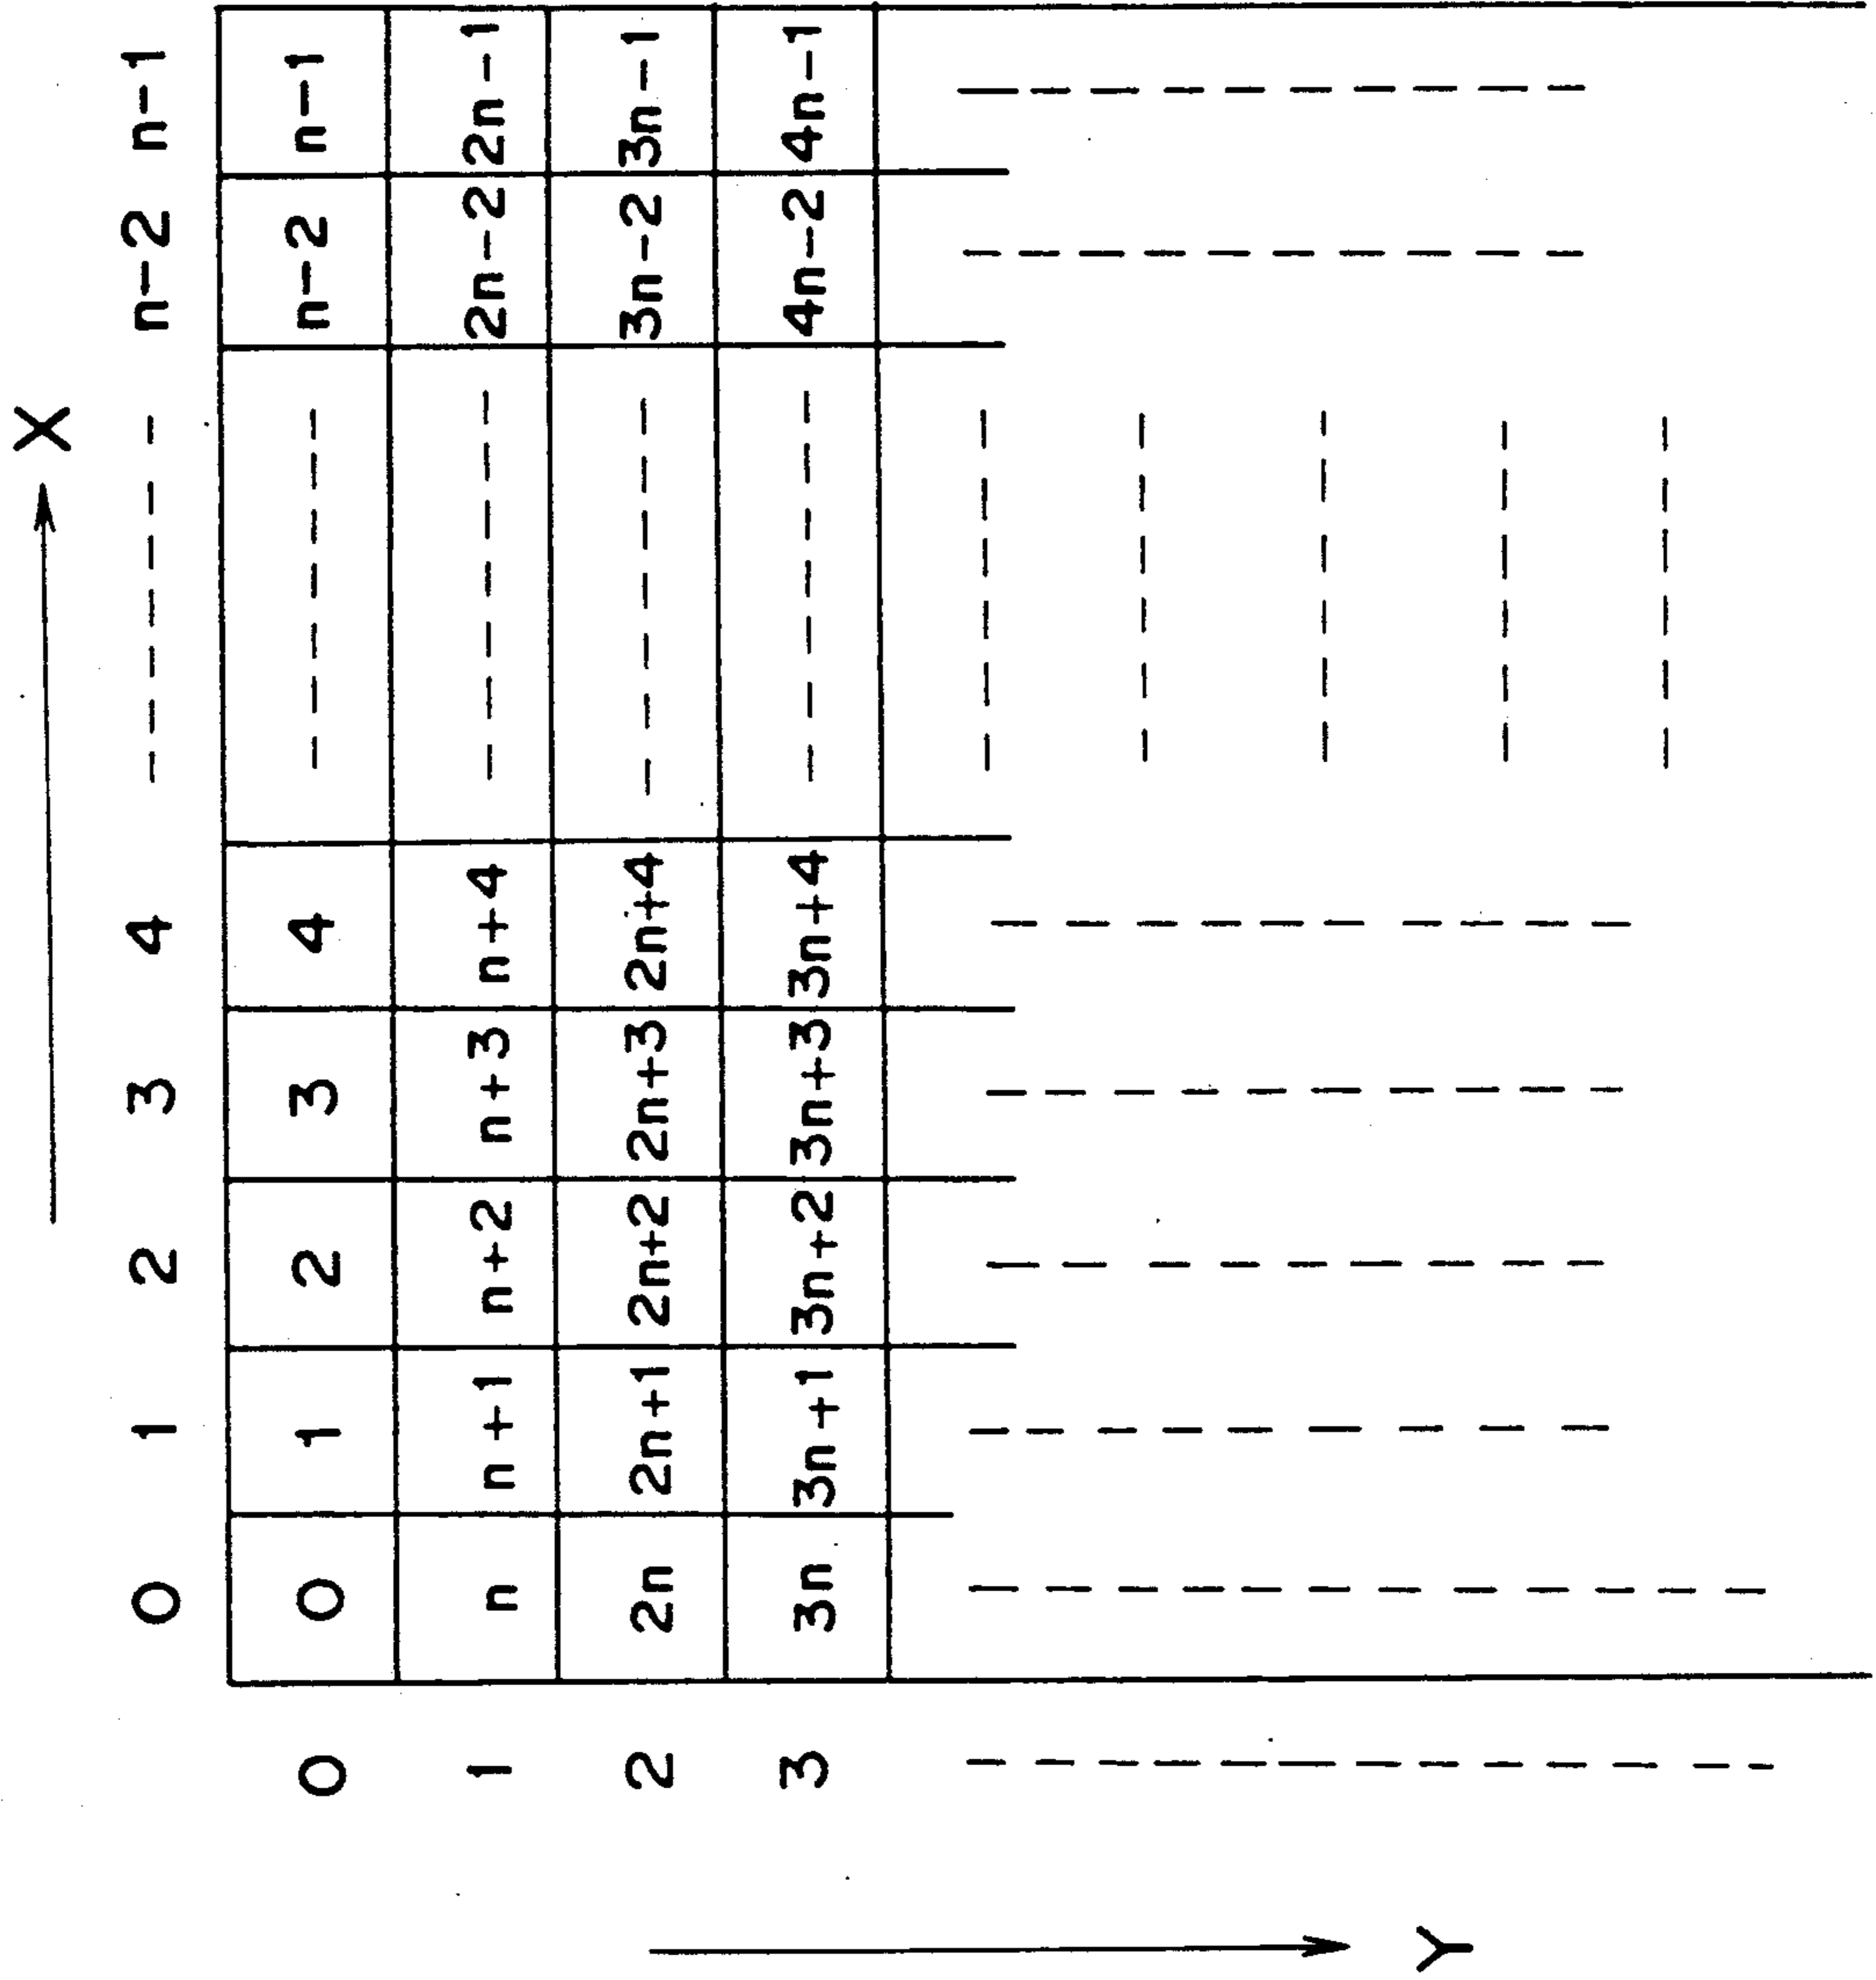 X
0 1 2 3 4 n-2 n-1
0 0 1 2 3 4 n-2 n-1
1 n n+1 n+2 n+3 n+4 2n-2 2n-1
2 2n 2n+1 2n+2 2n+3 2n+4 3n-2 3n-1
3 3n 3n+1 3n+2 3n+3 3n+4 4n-2 4n-1
Y